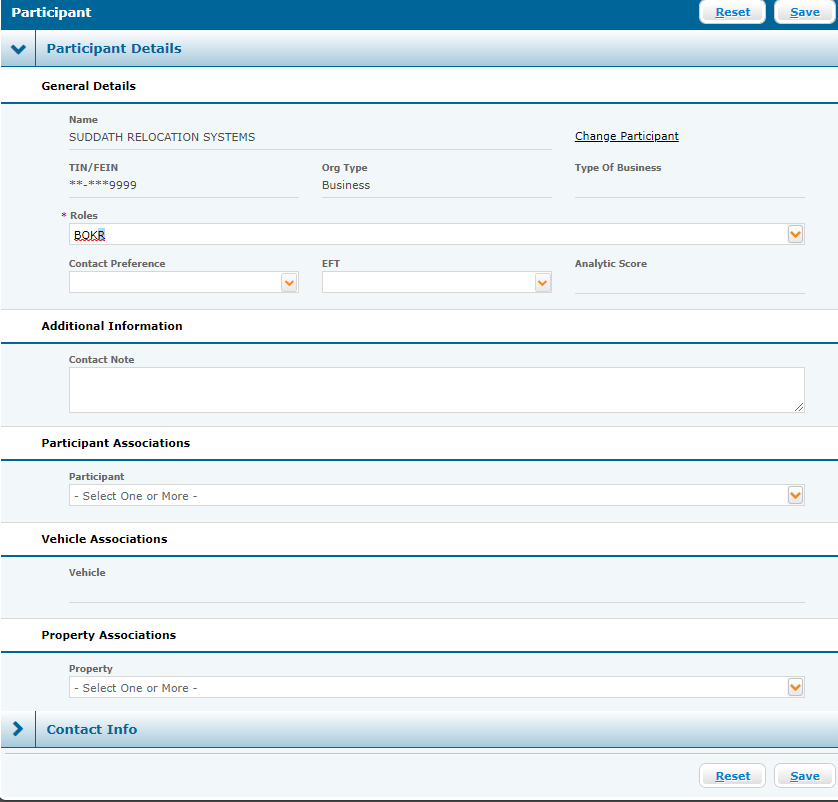 Participant Reset Save
Participant Details
General Details
Name
SUDDATH RELOCATION SYSTEMS Change Participant
TIN/FEIN Org Type Type Of Business
**-***9999 Business
* Roles
BOKR
Contact Preference EFT Analytic Score
Additional Information
Contact Note
Participant Associations
Participant
- Select One or More -
Vehicle Associations
Vehicle
Property Associations
Property
- Select One or More -
Contact Info
Reset Save